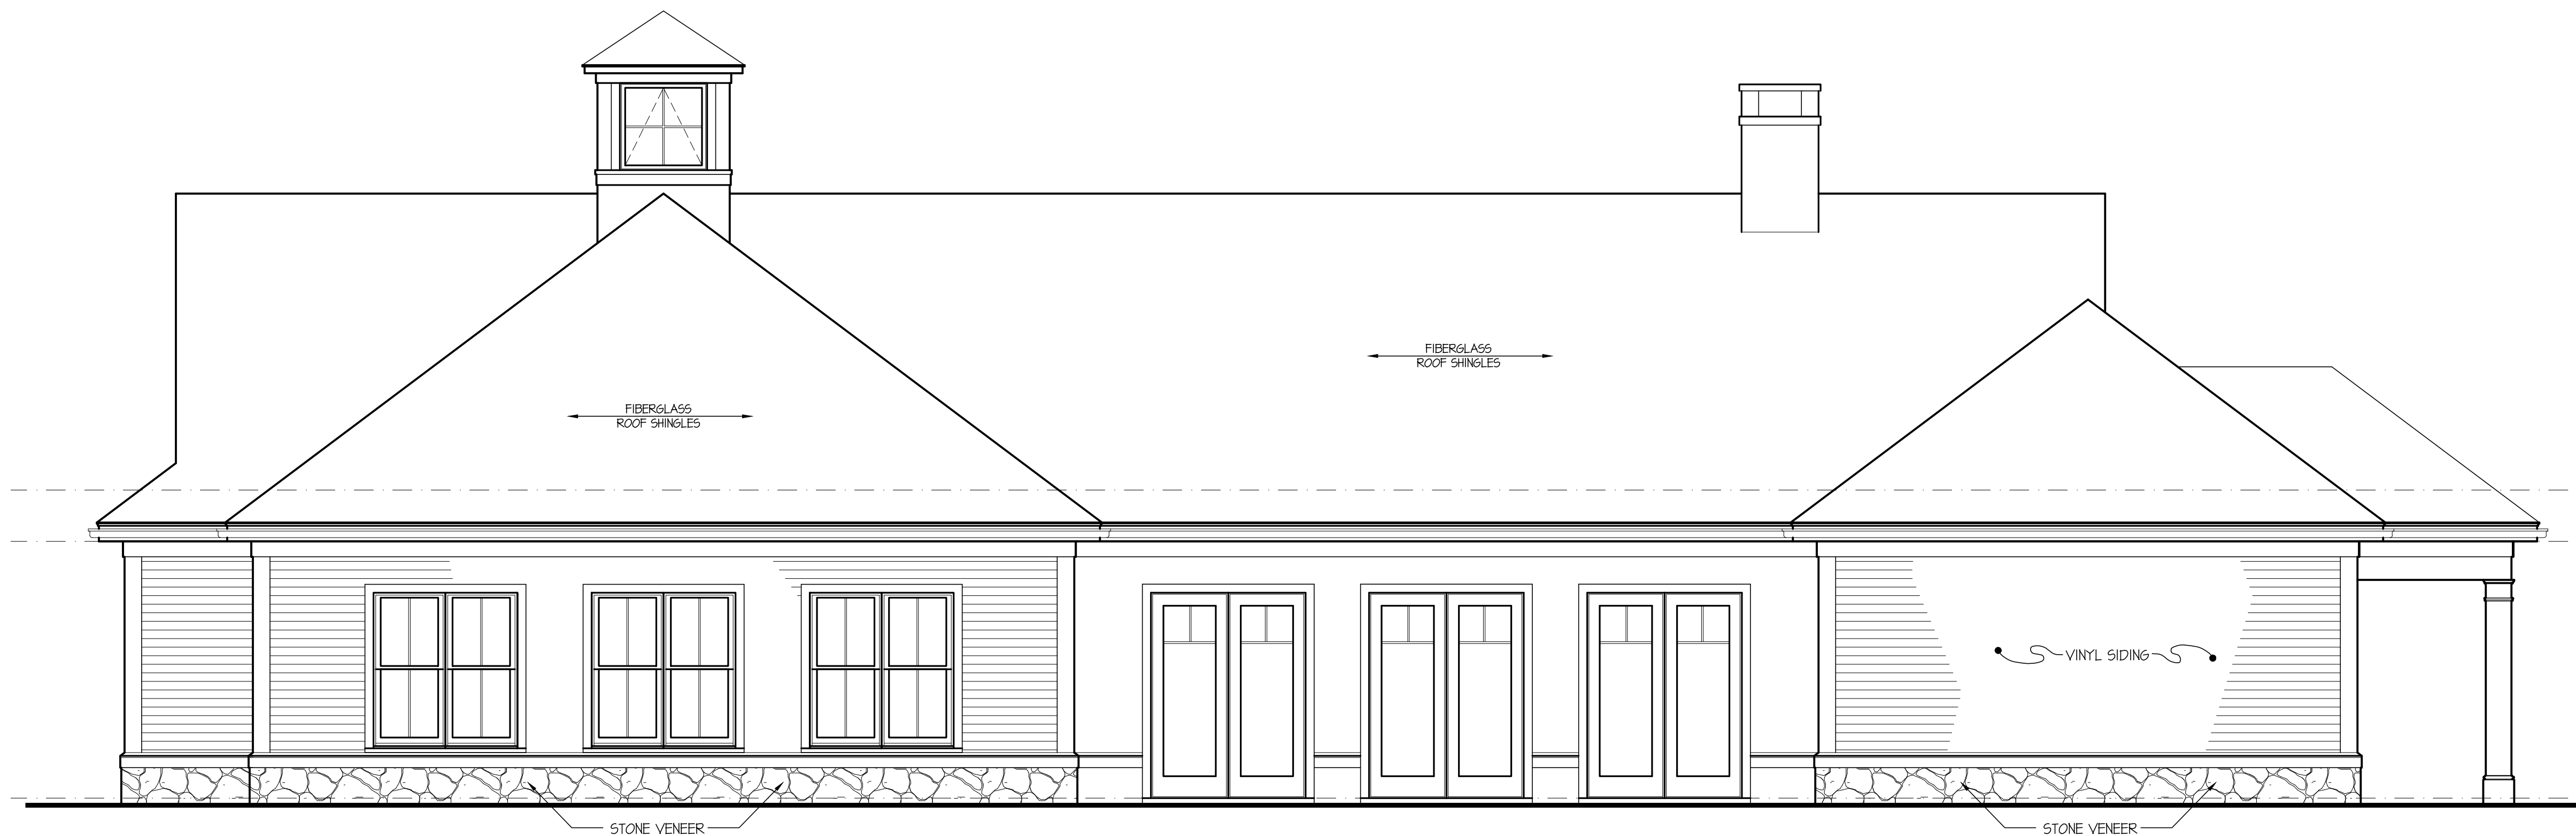 FIBERGLASS
ROOF SHINGLES
FIBERGLASS
ROOF SHINGLES
VINYL SIDING
STONE VENEER
STONE VENEER